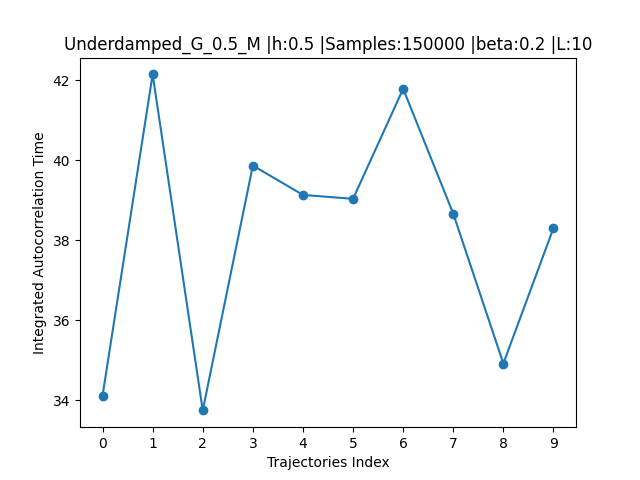 Underdamped_G_0.5_M |h:0.5 |Samples:150000 |beta:0.2 |L:10
Integrated Autocorrelation Time
42
40
38
36
34
0 1 2 3 4 5 6 7 8 9
Trajectories Index